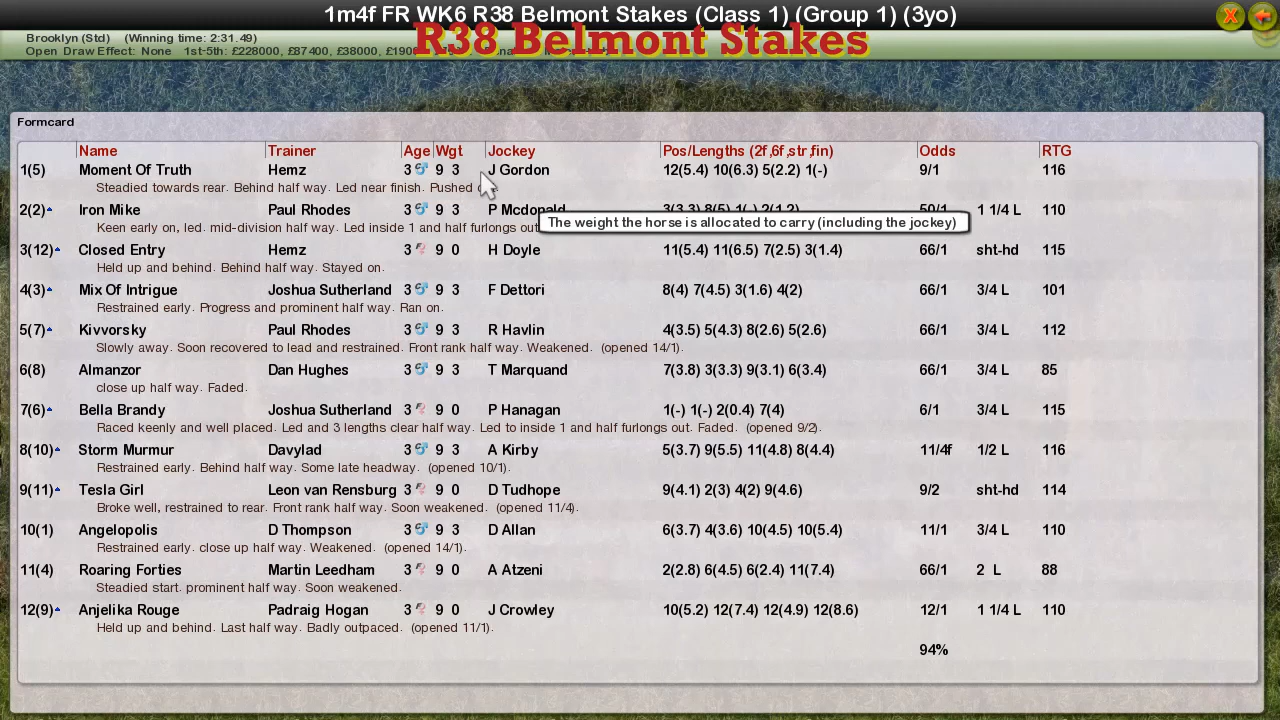 1m4f FR WK6 R38 Belmont Stakes (Class 1) (Group 1) (3yo)
R38 Belmont Stakes
Brooklyn (Std) (Winning time: 2:31.49)
Open Draw Effect: None 1st-5th: £228000, £87400, £38000,
Formcard
Name Trainer Age Wgt Jockey Pos/Lengths (2f,6f,str,fin) Odds RTG
1(5) Moment Of Truth Hemz 3 9 3 J Gordon 12(5.4) 10(6.3) 5(2.2) 1(-) 9/1 116
Steadied towards rear. Behind half way. Led near finish. Pushed
2(2) Iron Mike Paul Rhodes 3 9 3 P Mcdonald 3(3.3) 8(5) 1(-) 2(1.2) 50/1 1 1/4 L 110
Keen early on, led. mid-division half way. Led inside 1 and half furlongs out
The weight the horse is allocated to carry (including the jockey)
3(12) Closed Entry Hemz 3 9 0 H Doyle 11(5.4) 11(6.5) 7(2.5) 3(1.4) 66/1 sht-hd 115
Held up and behind. Behind half way. Stayed on.
4(3) Mix Of Intrigue Joshua Sutherland 3 9 3 F Dettori 8(4) 7(4.5) 3(1.6) 4(2) 66/1 3/4 L 101
Restrained early. Progress and prominent half way. Ran on.
5(7) Kivvorsky Paul Rhodes 3 9 3 R Havlin 4(3.5) 5(4.3) 8(2.6) 5(2.6) 66/1 3/4 L 112
Slowly away. Soon recovered to lead and restrained. Front rank half way. Weakened. (opened 14/1).
6(8) Almanzor Dan Hughes 3 9 3 T Marquand 7(3.8) 3(3.3) 9(3.1) 6(3.4) 66/1 3/4 L 85
close up half way. Faded.
7(6) Bella Brandy Joshua Sutherland 3 9 0 P Hanagan 1(-) 1(-) 2(0.4) 7(4) 6/1 3/4 L 115
Raced keenly and well placed. Led and 3 lengths clear half way. Led to inside 1 and half furlongs out. Faded. (opened 9/2).
8(10) Storm Murmur Davylad 3 9 3 A Kirby 5(3.7) 9(5.5) 11(4.8) 8(4.4) 11/4f 1/2 L 116
Restrained early. Behind half way. Some late headway. (opened 10/1).
9(11) Tesla Girl Leon van Rensburg 3 9 0 D Tudhope 9(4.1) 2(3) 4(2) 9(4.6) 9/2 sht-hd 114
Broke well, restrained to rear. Front rank half way. Soon weakened. (opened 11/4).
10(1) Angelopolis D Thompson 3 9 3 D Allan 6(3.7) 4(3.6) 10(4.5) 10(5.4) 11/1 3/4 L 110
Restrained early. close up half way. Weakened. (opened 14/1).
11(4) Roaring Forties Martin Leedham 3 9 0 A Atzeni 2(2.8) 6(4.5) 6(2.4) 11(7.4) 66/1 2 L 88
Steadied start. prominent half way. Soon weakened.
12(9) Anjelika Rouge Padraig Hogan 3 9 0 J Crowley 10(5.2) 12(7.4) 12(4.9) 12(8.6) 12/1 1 1/4 L 110
Held up and behind. Last half way. Badly outpaced. (opened 11/1).
94%